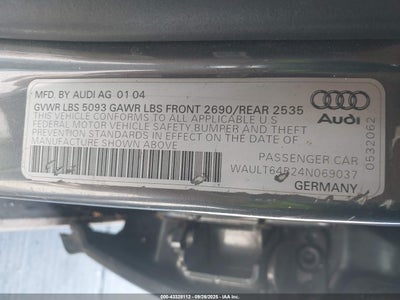 MFD. BY AUDI AG 01 04
GVWR LBS 5093 GAWR LBS FRONT 2690/REAR 2535
THIS VEHICLE CONFORMS TO ALL APPLICABLE U S
FEDERAL MOTOR VEHICLE SAFETY BUMPER AND THEFT
PREVENTION STANDARDS IN EFFECT ON THE DATE OF
MANUFACTURE SHOWN ABOVE.
Audi
0532062
PASSENGER CAR
WAULT64B24N069037
GERMANY
000-43328113 - 09/26/2025 - IAA, Inc.